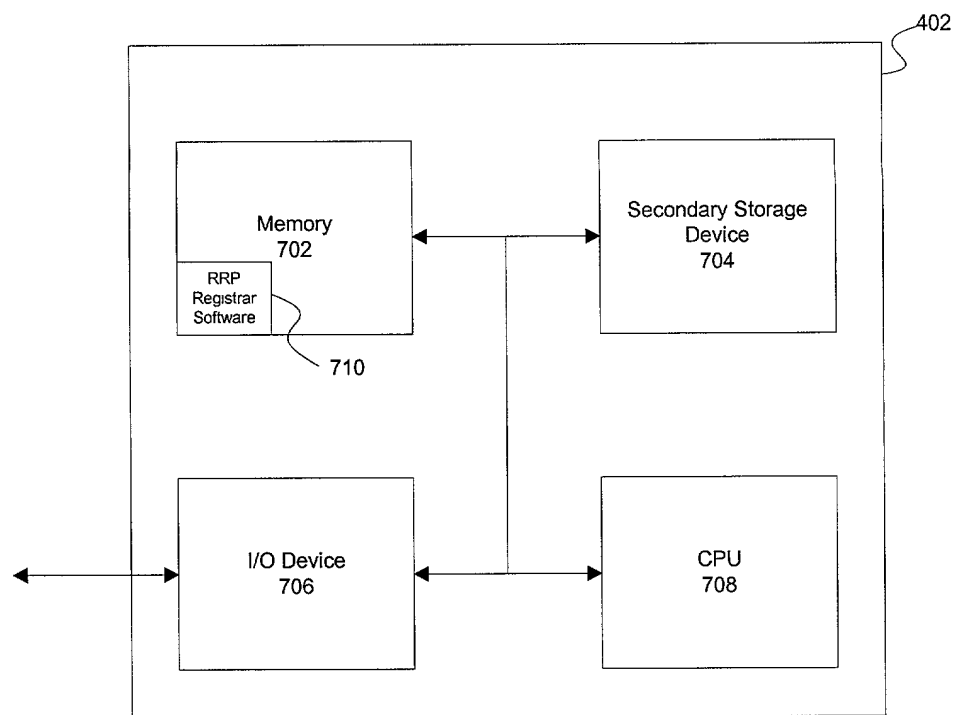 402
Memory
702
RRP
Registrar
Software
710
Secondary Storage
Device
704
I/O Device
706
CPU
708